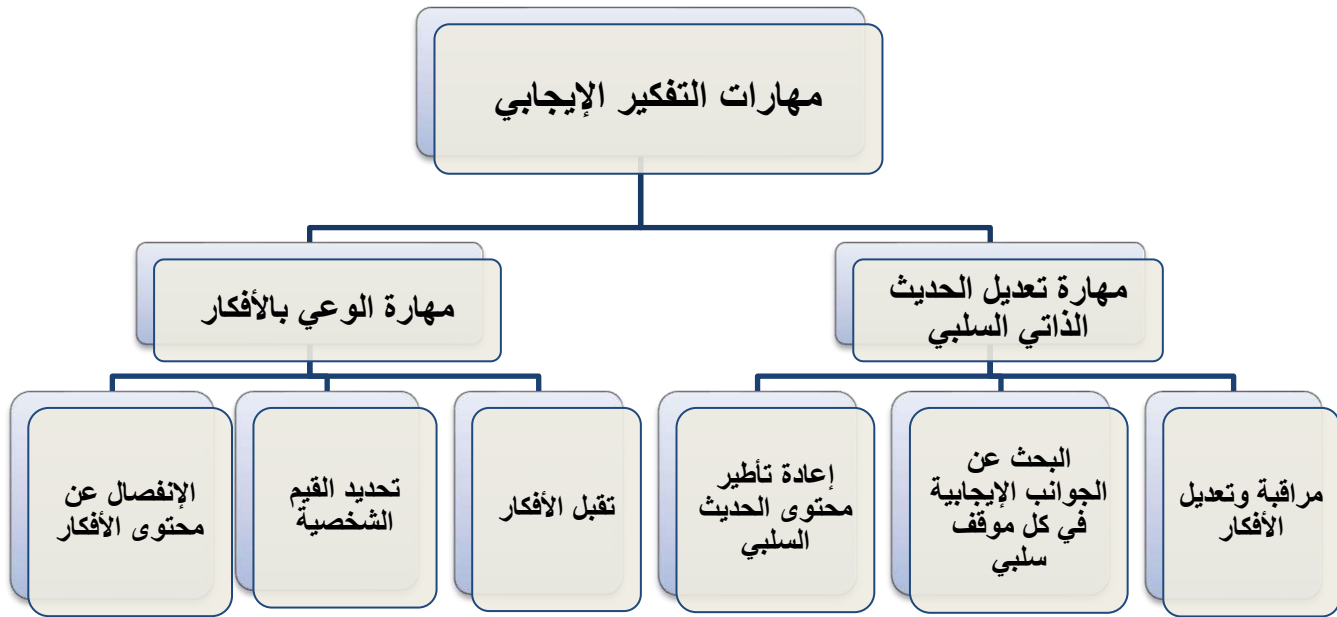 مهارات التفكير الإيجابي
مهارة تعديل الحديث
الذاتي السلبي
مهارة الوعي بالأفكار
مراقبة وتعديل
الأفكار
البحث عن
الجوانب الإيجابية
في كل موقف
سلبي
إعادة تأطير
محتوى الحديث
السلبي
تقبل الأفكار
تحديد القيم
الشخصية
الإنفصال عن
محتوى الأفكار